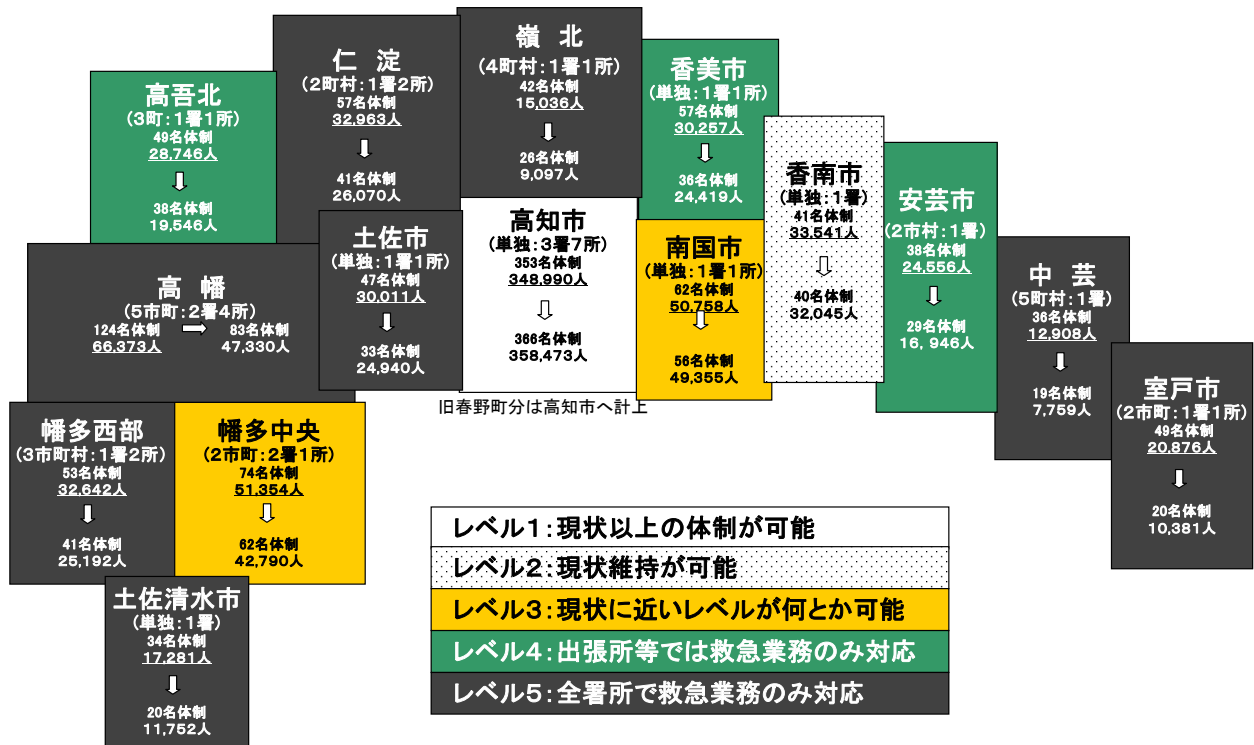 高吾北
(3町：1署1所)
49名体制
28,746人
38名体制
19,546人
仁　淀
(2町村：1署2所)
57名体制
32,963人
41名体制
26,070人
嶺　北
(4町村：1署1所)
42名体制
15,036人
26名体制
9,097人
香美市
(単独：1署1所)
57名体制
30,257人
36名体制
24,419人
香南市
(単独：1署)
41名体制
33,541人
40名体制
32,045人
安芸市
(2市村：1署)
38名体制
24,556人
29名体制
16, 946人
中　芸
(5町村：1署)
36名体制
12,908人
19名体制
7,759人
室戸市
(2市町：1署1所)
49名体制
20,876人
20名体制
10,381人
高　幡
(5市町：2署4所)
124名体制
66,373人
83名体制
47,330人
土佐市
(単独：1署1所)
47名体制
30,011人
33名体制
24,940人
高知市
(単独：3署7所)
353名体制
348,990人
366名体制
358,473人
南国市
(単独：1署1所)
62名体制
50,758人
56名体制
49,355人
旧春野町分は高知市へ計上
幡多西部
(3市町村：1署2所)
53名体制
32,642人
41名体制
25,192人
幡多中央
(2市町：2署1所)
74名体制
51,354人
62名体制
42,790人
土佐清水市
(単独：1署)
34名体制
17,281人
20名体制
11,752人
レベル1：現状以上の体制が可能
レベル2：現状維持が可能
レベル3：現状に近いレベルが何とか可能
レベル4：出張所等では救急業務のみ対応
レベル5：全署所で救急業務のみ対応